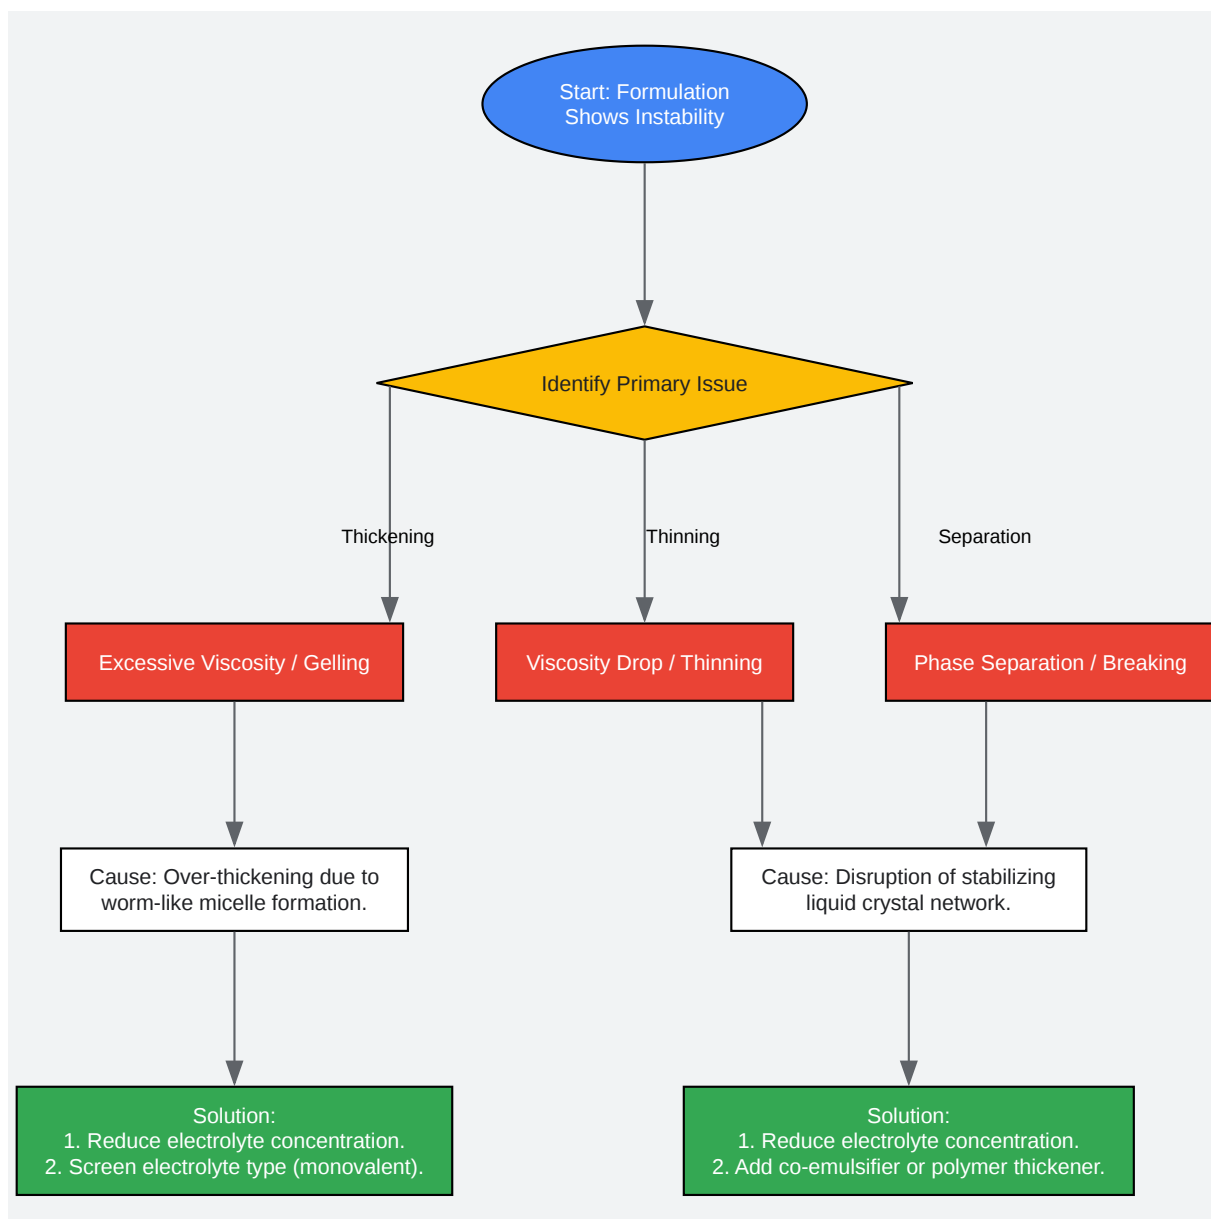 Start: Formulation
Shows Instability
Identify Primary Issue
Thickening
Thinning
Separation
Excessive Viscosity / Gelling
Viscosity Drop / Thinning
Phase Separation / Breaking
Cause: Over-thickening due to
worm-like micelle formation.
Cause: Disruption of stabilizing
liquid crystal network.
Solution:
1. Reduce electrolyte concentration.
2. Screen electrolyte type (monovalent).
Solution:
1. Reduce electrolyte concentration.
2. Add co-emulsifier or polymer thickener.